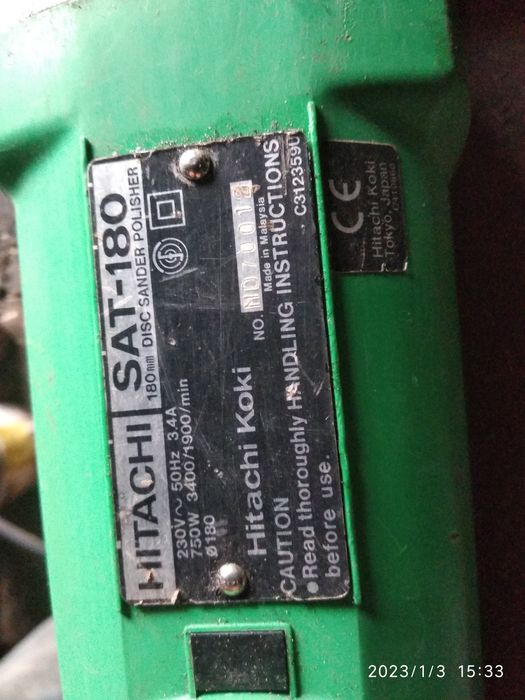 HITACHI SAT-180
180mm DISC SANDER POLISHER
230V～ 50Hz 3.4A
750W 3400/1900/min
Ø180
Hitachi Koki
NO.
Made in Malaysia
CAUTION C312359U
●Read thoroughly HANDLING INSTRUCTIONS
before use.
CE
Hitachi Koki
Tokyo, Japan
2023/1/3 15:33